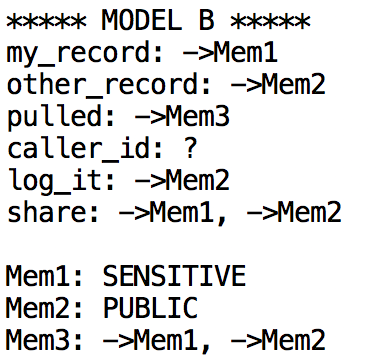 ***** MODEL B *****
my_record: ->Mem1
other_record: ->Mem2
pulled: ->Mem3
caller_id: ?
log_it: ->Mem2
share: ->Mem1, ->Mem2

Mem1: SENSITIVE
Mem2: PUBLIC
Mem3: ->Mem1, ->Mem2